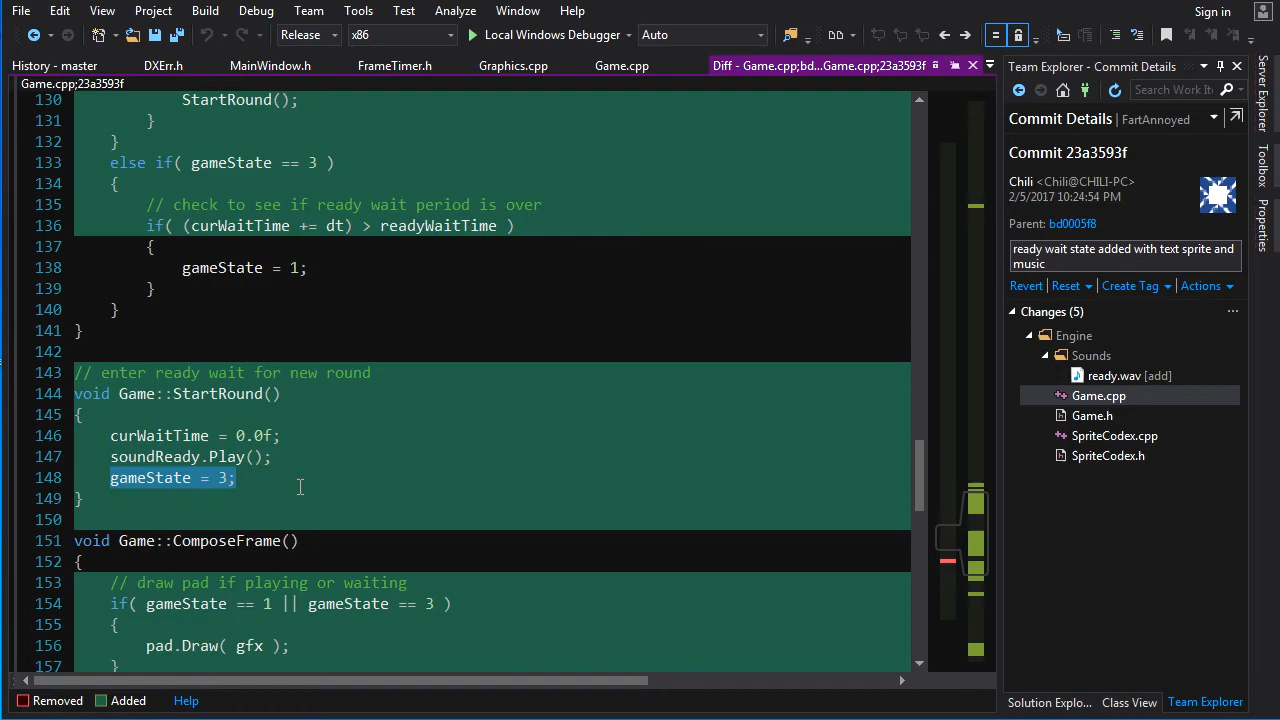 File Edit View Project Build Debug Team Tools Test Analyze Window Help Sign in
Release x86 Local Windows Debugger Auto
History - master DXErr.h MainWindow.h FrameTimer.h Graphics.cpp Game.cpp Diff - Game.cpp;bd...Game.cpp;23a3593f
Game.cpp;23a3593f
130 StartRound();
131 }
132 }
133 else if( gameState == 3 )
134 {
135 // check to see if ready wait period is over
136 if( (curWaitTime += dt) > readyWaitTime )
137 {
138 gameState = 1;
139 }
140 }
141 }
142
143 // enter ready wait for new round
144 void Game::StartRound()
145 {
146 curWaitTime = 0.0f;
147 soundReady.Play();
148 gameState = 3;
149 }
150
151 void Game::ComposeFrame()
152 {
153 // draw pad if playing or waiting
154 if( gameState == 1 || gameState == 3 )
155 {
156 pad.Draw( gfx );
157 }
Removed Added Help
Team Explorer - Commit Details
Search Work It
Commit Details FartAnnoyed
Commit 23a3593f
Chili <Chili@CHILI-PC>
2/5/2017 10:24:54 PM
Parent: bd0005f8
ready wait state added with text sprite and
music
Revert Reset Create Tag Actions
Changes (5)
Engine
Sounds
ready.wav [add]
Game.cpp
Game.h
SpriteCodex.cpp
SpriteCodex.h
Solution Explo... Class View Team Explorer
Server Explorer
Toolbox
Properties